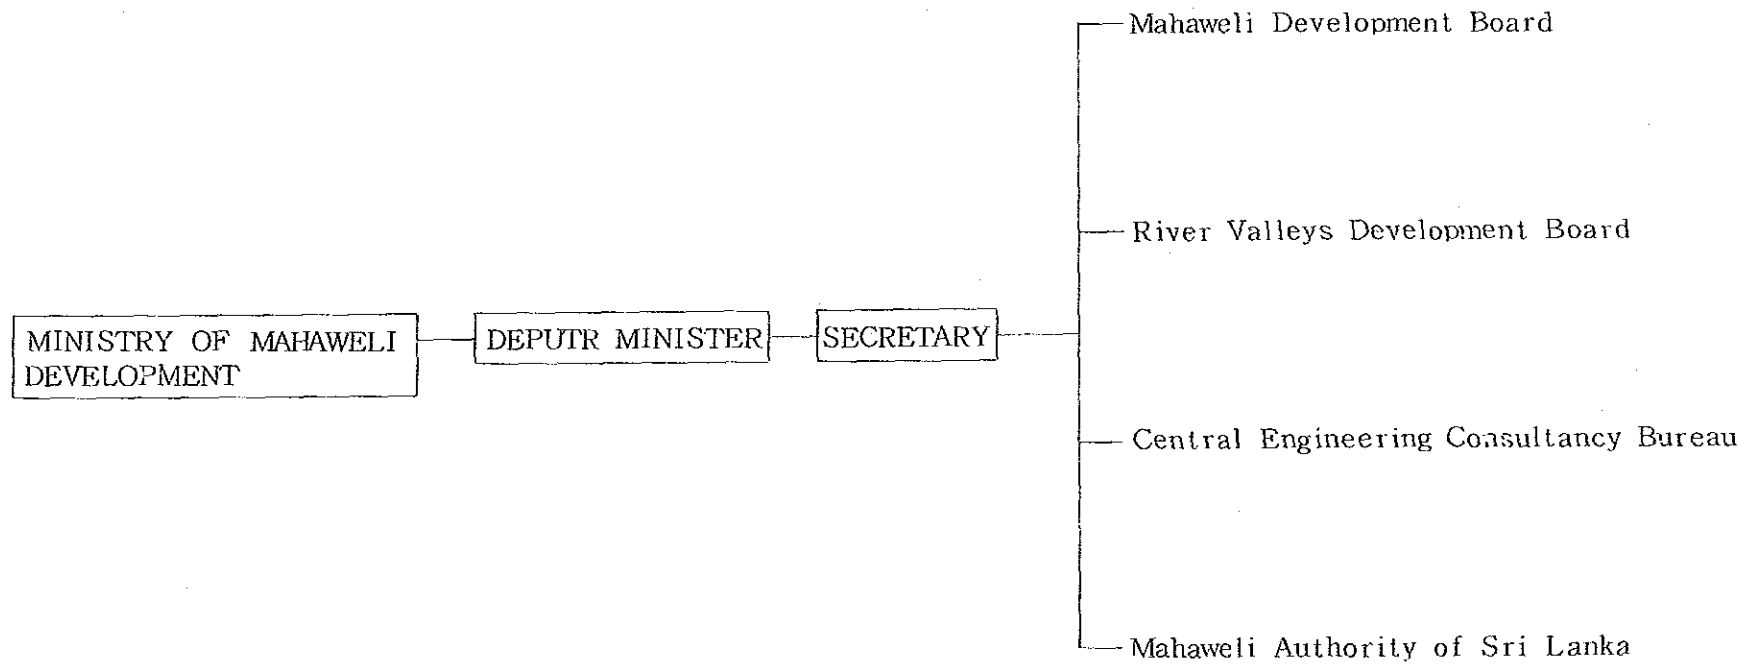 Mahaweli Development Board
River Valleys Development Board
MINISTRY OF MAHAWELI
DEVELOPMENT
DEPUTR MINISTER
SECRETARY
Central Engineering Consultancy Bureau
Mahaweli Authority of Sri Lanka